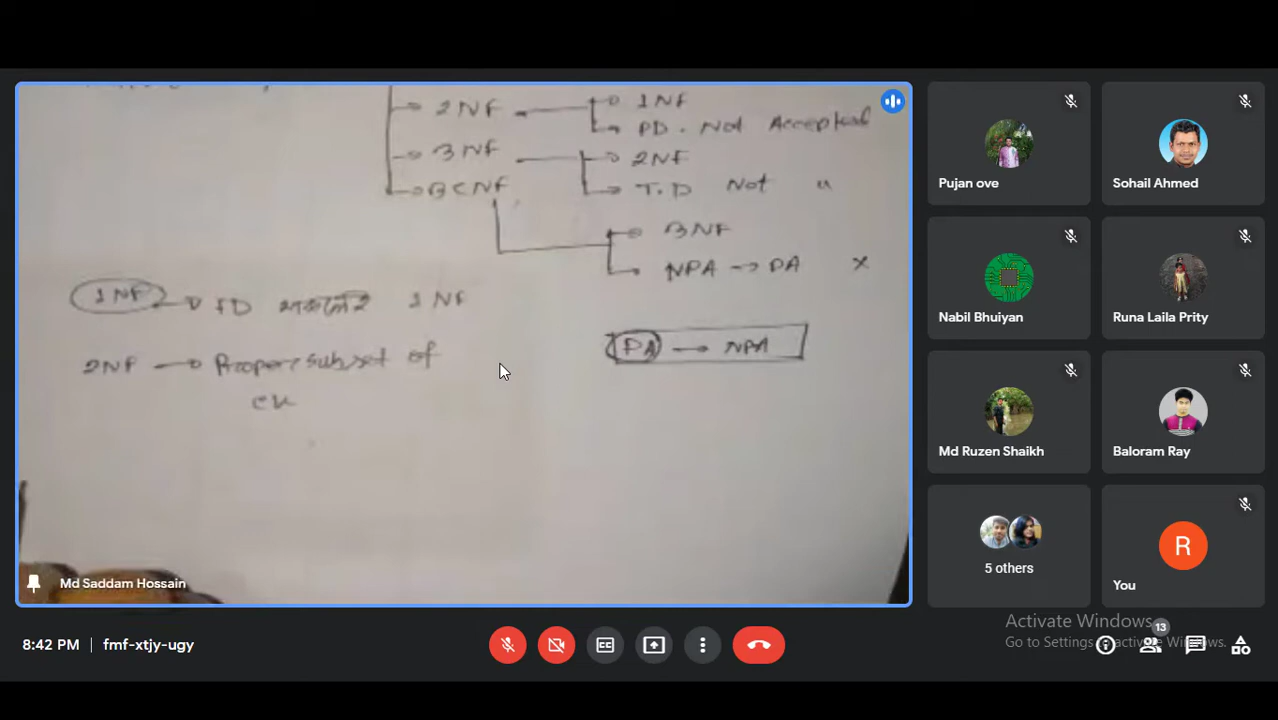 2NF → 1NF
PD. Not Accepted
3NF → 2NF
T.D Not "
BCNF
3NF
NPA → PA ×
1NF → FD থাকলেই 1NF
2NF → Proper subset of
CK
PA → NPA
Md Saddam Hossain
Pujan ove
Sohail Ahmed
Nabil Bhuiyan
Runa Laila Prity
Md Ruzen Shaikh
Baloram Ray
5 others
R
You
Activate Windows
Go to Settings to activate Windows.
8:42 PM | fmf-xtjy-ugy
13